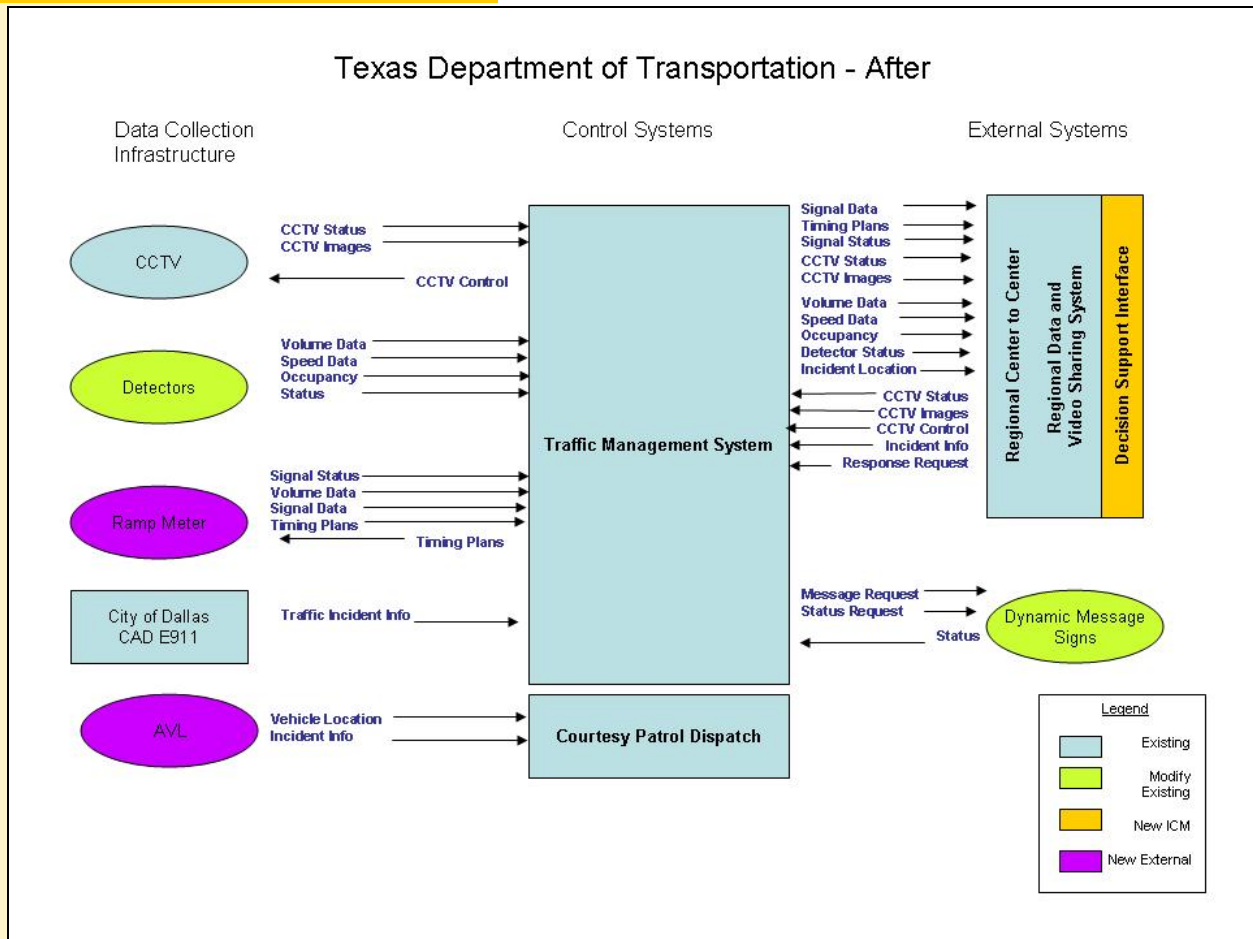 Texas Department of Transportation - After
Data Collection
Infrastructure
Control Systems
External Systems
CCTV
CCTV Status
CCTV Images
CCTV Control
Detectors
Volume Data
Speed Data
Occupancy
Status
Ramp Meter
Signal Status
Volume Data
Signal Data
Timing Plans
Timing Plans
City of Dallas
CAD E911
Traffic Incident Info
AVL
Vehicle Location
Incident Info
Traffic Management System
Courtesy Patrol Dispatch
Signal Data
Timing Plans
Signal Status
CCTV Status
CCTV Images
Volume Data
Speed Data
Occupancy
Detector Status
Incident Location
CCTV Status
CCTV Images
CCTV Control
Incident Info
Response Request
Regional Center to Center
Regional Data and
Video Sharing System
Decision Support Interface
Message Request
Status Request
Status
Dynamic Message
Signs
Legend
Existing
Modify
Existing
New ICM
New External